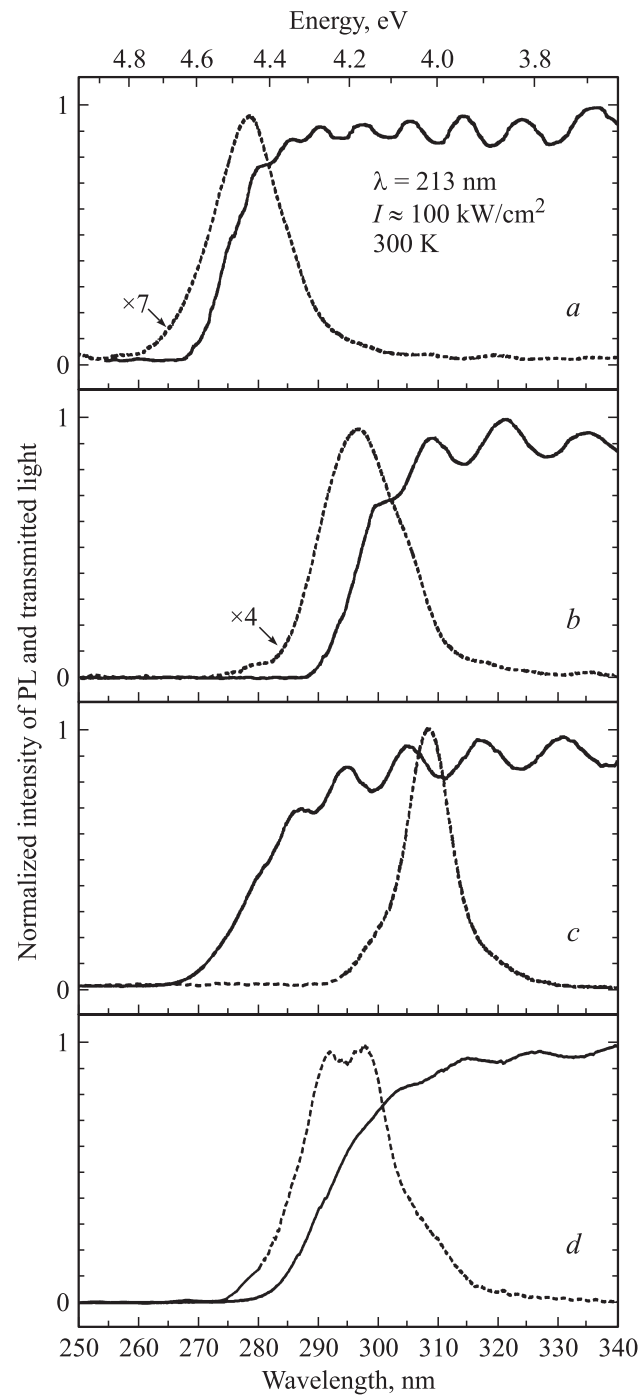 Energy, eV
4.8 4.6 4.4 4.2 4.0 3.8
1
λ = 213 nm
I ≈ 100 kW/cm²
300 K
×7
a
0
1
×4
b
0
Normalized intensity of PL and transmitted light
1
c
0
1
d
0
250 260 270 280 290 300 310 320 330 340
Wavelength, nm